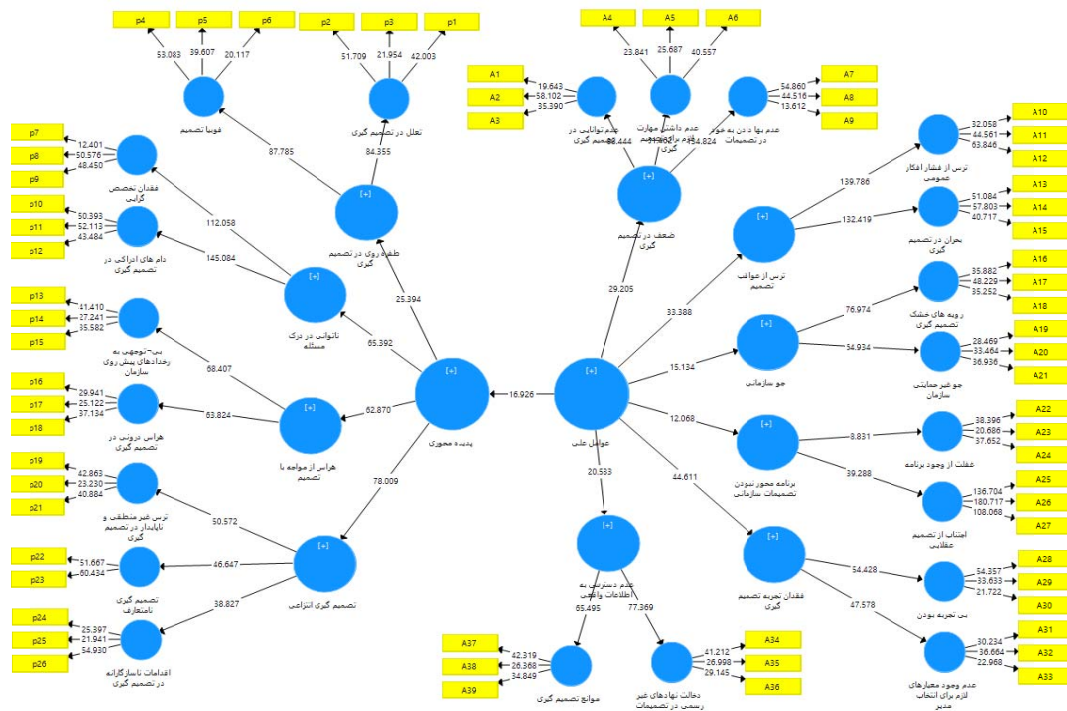 p4
p5
p6
p2
p3
p1
53.083
39.607
20.117
51.709
21.954
42.003
فوبیا تصمیم
تعلل در تصمیم گیری
87.785
84.355
[+]
طفره روی در تصمیم
گیری
A4
A5
A6
23.841
25.687
40.557
A1
A2
A3
19.643
58.102
35.390
عدم توانایی در
تصمیم گیری
عدم داشتن مهارت
لازم برای تصمیم
گیری
عدم بها دادن به خود
در تصمیمات
54.860
44.516
13.612
A7
A8
A9
[+]
ضعف در تصمیم
گیری
p7
p8
p9
12.401
50.576
48.450
فقدان تخصص
گرایی
112.058
p10
p11
p12
50.393
52.113
43.484
دام های ادراکی در
تصمیم گیری
145.084
[+]
ناتوانی در درک
مسئله
p13
p14
p15
41.410
27.241
35.582
بی-توجهی به
رخدادهای پیش روی
سازمان
68.407
p16
p17
p18
29.941
25.122
37.134
هراس درونی در
تصمیم گیری
63.824
[+]
هراس از مواجه با
تصمیم
p19
p20
p21
42.863
23.230
40.884
ترس غیر منطقی و
ناپایدار در تصمیم
گیری
50.572
p22
p23
51.667
60.434
تصمیم گیری
نامتعارف
46.647
p24
p25
p26
25.397
21.941
54.930
اقدامات ناسازگارانه
در تصمیم گیری
38.827
[+]
تصمیم گیری انتزاعی
25.394
65.392
62.870
78.009
[+]
پدیده محوری
16.926
[+]
عوامل علی
29.205
33.388
15.134
12.068
44.611
20.533
[+]
ترس از عواقب
تصمیم
139.786
132.419
ترس از فشار افکار
عمومی
32.058
44.561
63.846
A10
A11
A12
بحران در تصمیم
گیری
51.084
57.803
40.717
A13
A14
A15
[+]
جو سازمانی
76.974
54.934
رویه های خشک
تصمیم گیری
35.882
48.229
35.252
A16
A17
A18
جو غیر حمایتی
سازمان
28.469
33.464
36.936
A19
A20
A21
[+]
برنامه محور نبودن
تصمیمات سازمانی
8.831
39.288
غفلت از وجود برنامه
38.396
20.686
37.652
A22
A23
A24
اجتناب از تصمیم
عقلایی
136.704
180.717
108.068
A25
A26
A27
[+]
فقدان تجربه تصمیم
گیری
54.428
47.578
بی تجربه بودن
54.357
33.633
21.722
A28
A29
A30
عدم وجود معیارهای
لازم برای انتخاب
مدیر
30.234
36.664
22.968
A31
A32
A33
[+]
عدم دسترسی به
اطلاعات واقعی
65.495
77.369
A37
A38
A39
42.319
26.368
34.849
موانع تصمیم گیری
دخالت نهادهای غیر
رسمی در تصمیمات
41.212
26.998
29.145
A34
A35
A36